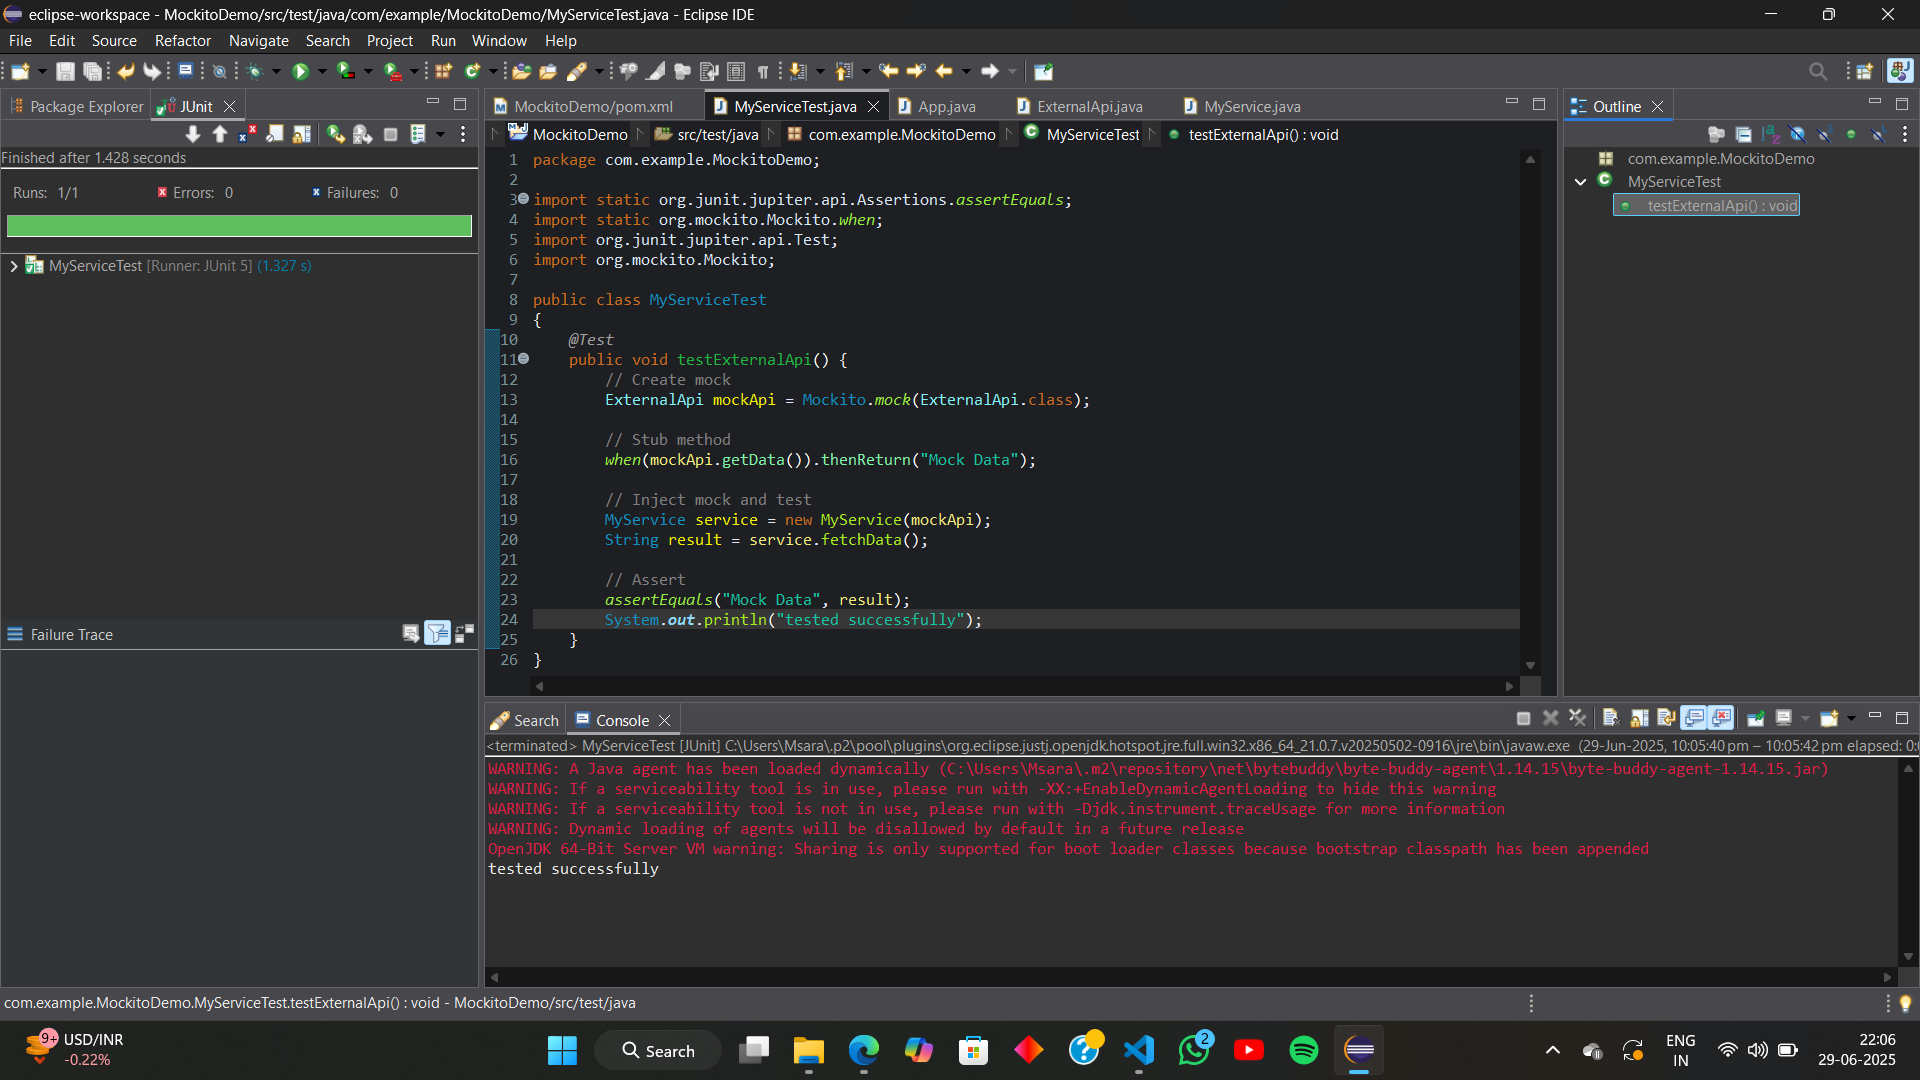 eclipse-workspace - MockitoDemo/src/test/java/com/example/MockitoDemo/MyServiceTest.java - Eclipse IDE
File Edit Source Refactor Navigate Search Project Run Window Help
Package Explorer JUnit
Finished after 1.428 seconds
Runs: 1/1 Errors: 0 Failures: 0
MyServiceTest [Runner: JUnit 5] (1.327 s)
Failure Trace
MockitoDemo/pom.xml MyServiceTest.java App.java ExternalApi.java MyService.java
MockitoDemo src/test/java com.example.MockitoDemo MyServiceTest testExternalApi() : void
1 package com.example.MockitoDemo;
2
3 import static org.junit.jupiter.api.Assertions.assertEquals;
4 import static org.mockito.Mockito.when;
5 import org.junit.jupiter.api.Test;
6 import org.mockito.Mockito;
7
8 public class MyServiceTest
9 {
10 @Test
11 public void testExternalApi() {
12 // Create mock
13 ExternalApi mockApi = Mockito.mock(ExternalApi.class);
14
15 // Stub method
16 when(mockApi.getData()).thenReturn("Mock Data");
17
18 // Inject mock and test
19 MyService service = new MyService(mockApi);
20 String result = service.fetchData();
21
22 // Assert
23 assertEquals("Mock Data", result);
24 System.out.println("tested successfully");
25 }
26 }
Outline
com.example.MockitoDemo
MyServiceTest
testExternalApi() : void
Search Console
<terminated> MyServiceTest [JUnit] C:\Users\Msara\.p2\pool\plugins\org.eclipse.justj.openjdk.hotspot.jre.full.win32.x86_64_21.0.7.v20250502-0916\jre\bin\javaw.exe (29-Jun-2025, 10:05:40 pm – 10:05:42 pm elapsed: 0:0
WARNING: A Java agent has been loaded dynamically (C:\Users\Msara\.m2\repository\net\bytebuddy\byte-buddy-agent\1.14.15\byte-buddy-agent-1.14.15.jar)
WARNING: If a serviceability tool is in use, please run with -XX:+EnableDynamicAgentLoading to hide this warning
WARNING: If a serviceability tool is not in use, please run with -Djdk.instrument.traceUsage for more information
WARNING: Dynamic loading of agents will be disallowed by default in a future release
OpenJDK 64-Bit Server VM warning: Sharing is only supported for boot loader classes because bootstrap classpath has been appended
tested successfully
com.example.MockitoDemo.MyServiceTest.testExternalApi() : void - MockitoDemo/src/test/java
9+ USD/INR
-0.22%
Search
2
ENG
IN
22:06
29-06-2025